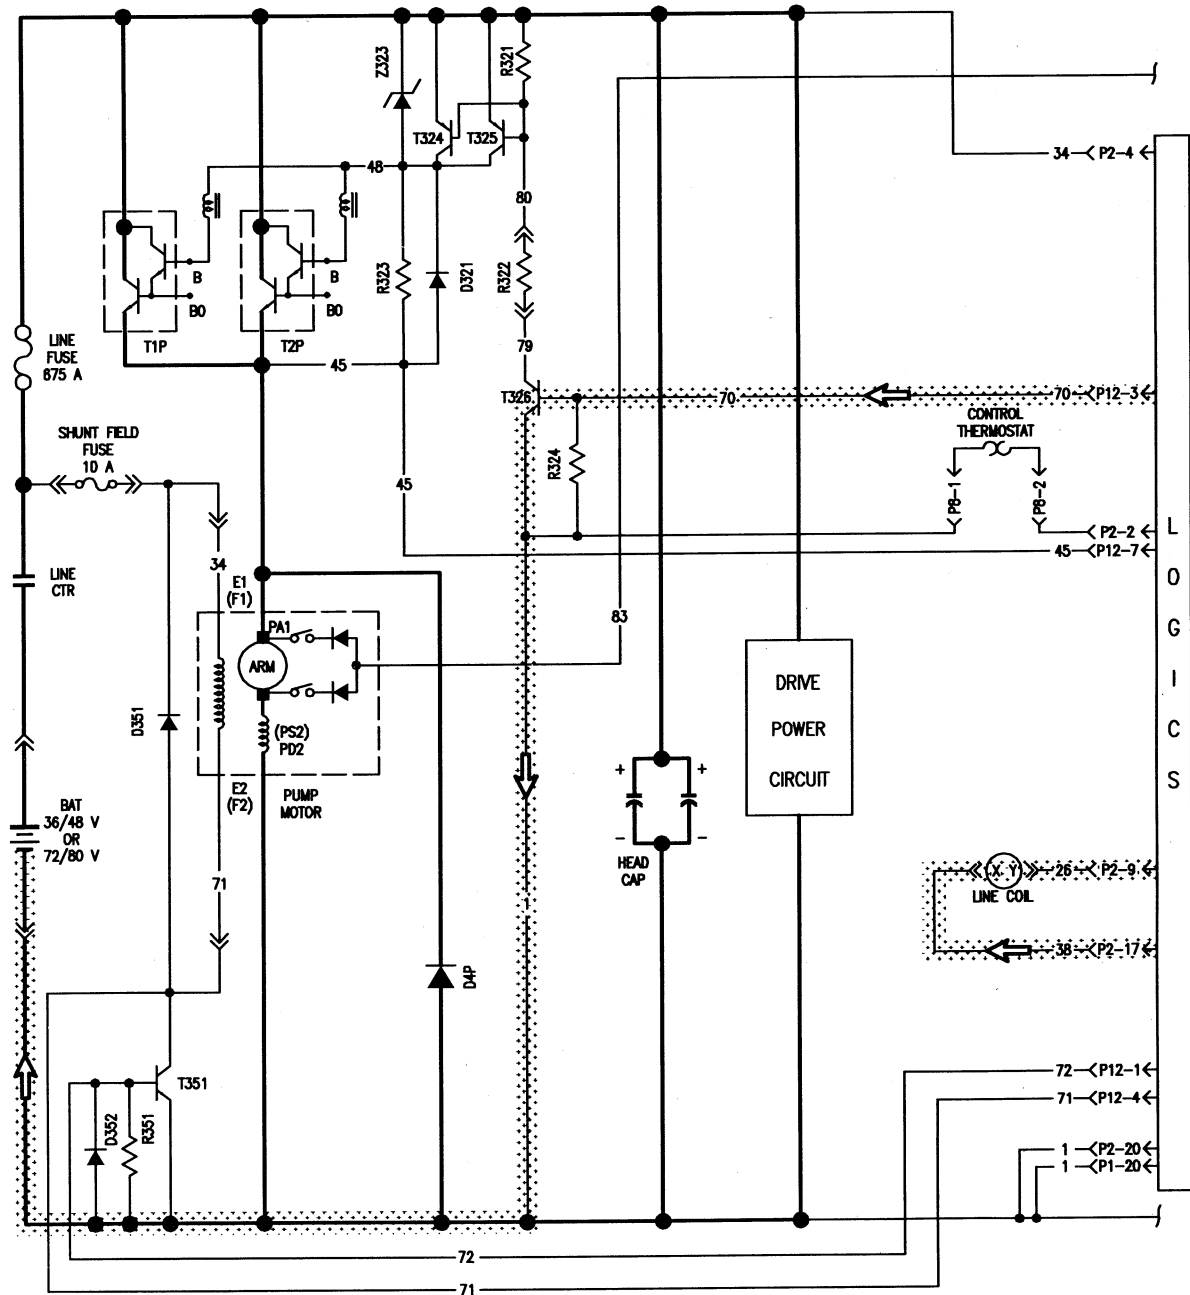 Z323
R321
T324
T325
34
P2-4
48
80
B
BO
B
BO
R323
D321
R322
T1P
T2P
LINE
FUSE
675 A
45
79
T326
70
70
P12-3
CONTROL
THERMOSTAT
SHUNT FIELD
FUSE
10 A
R324
45
P8-1
P8-2
P2-2
45
P12-7
LOGICS
34
LINE
CTR
E1
(F1)
PA1
83
ARM
DRIVE
POWER
CIRCUIT
D351
(PS2)
PD2
E2
(F2)
PUMP
MOTOR
BAT
36/48 V
OR
72/80 V
+
+
-
-
HEAD
CAP
71
X Y
26
P2-9
LINE COIL
38
P2-17
D4P
T351
72
P12-1
71
P12-4
D352
R351
1
P2-20
1
P1-20
72
71